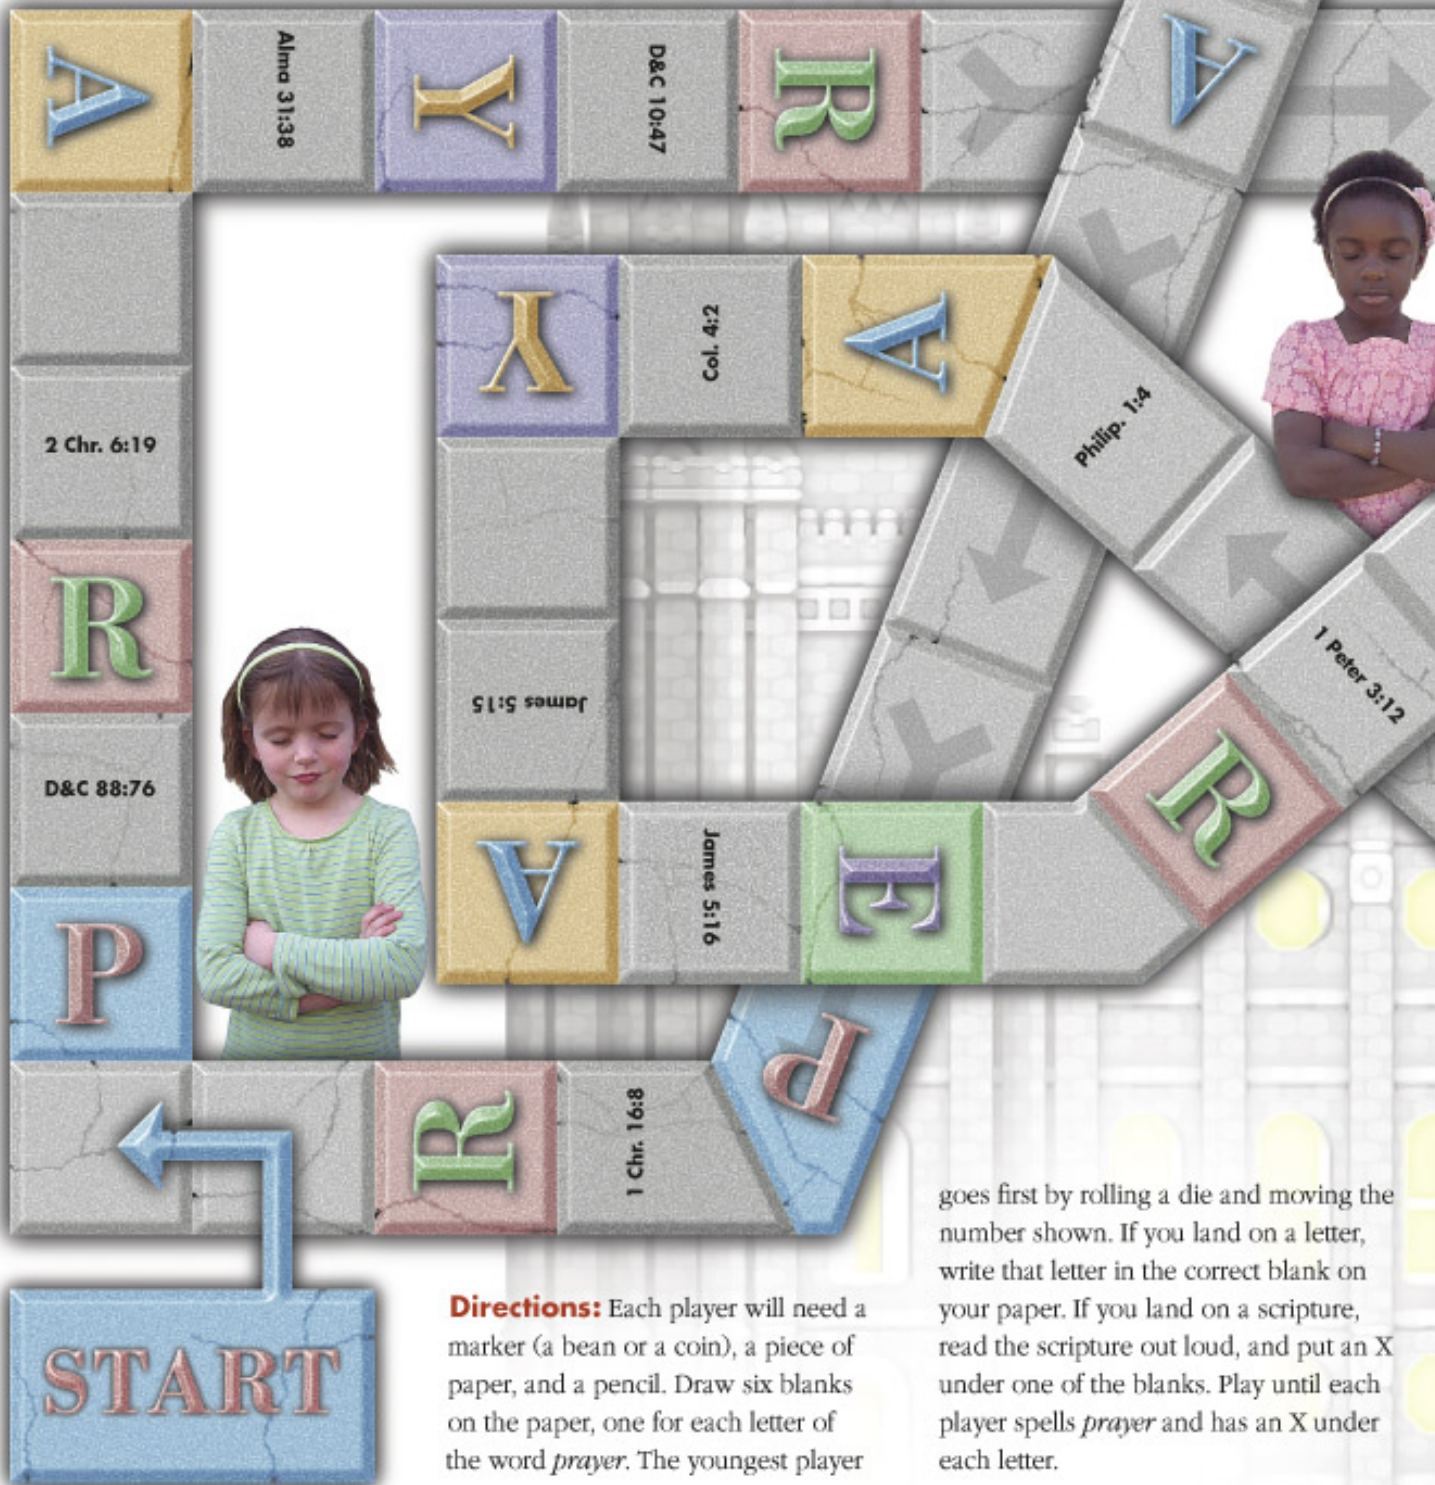 A
Alma 31:38
Y
D&C 10:47
R
A
Y
Col. 4:2
A
Philip. 1:4
2 Chr. 6:19
R
James 5:15
1 Peter 3:12
D&C 88:76
R
A
James 5:16
E
P
P
R
1 Chr. 16:8
START
Directions: Each player will need a
marker (a bean or a coin), a piece of
paper, and a pencil. Draw six blanks
on the paper, one for each letter of
the word prayer. The youngest player
goes first by rolling a die and moving the
number shown. If you land on a letter,
write that letter in the correct blank on
your paper. If you land on a scripture,
read the scripture out loud, and put an X
under one of the blanks. Play until each
player spells prayer and has an X under
each letter.